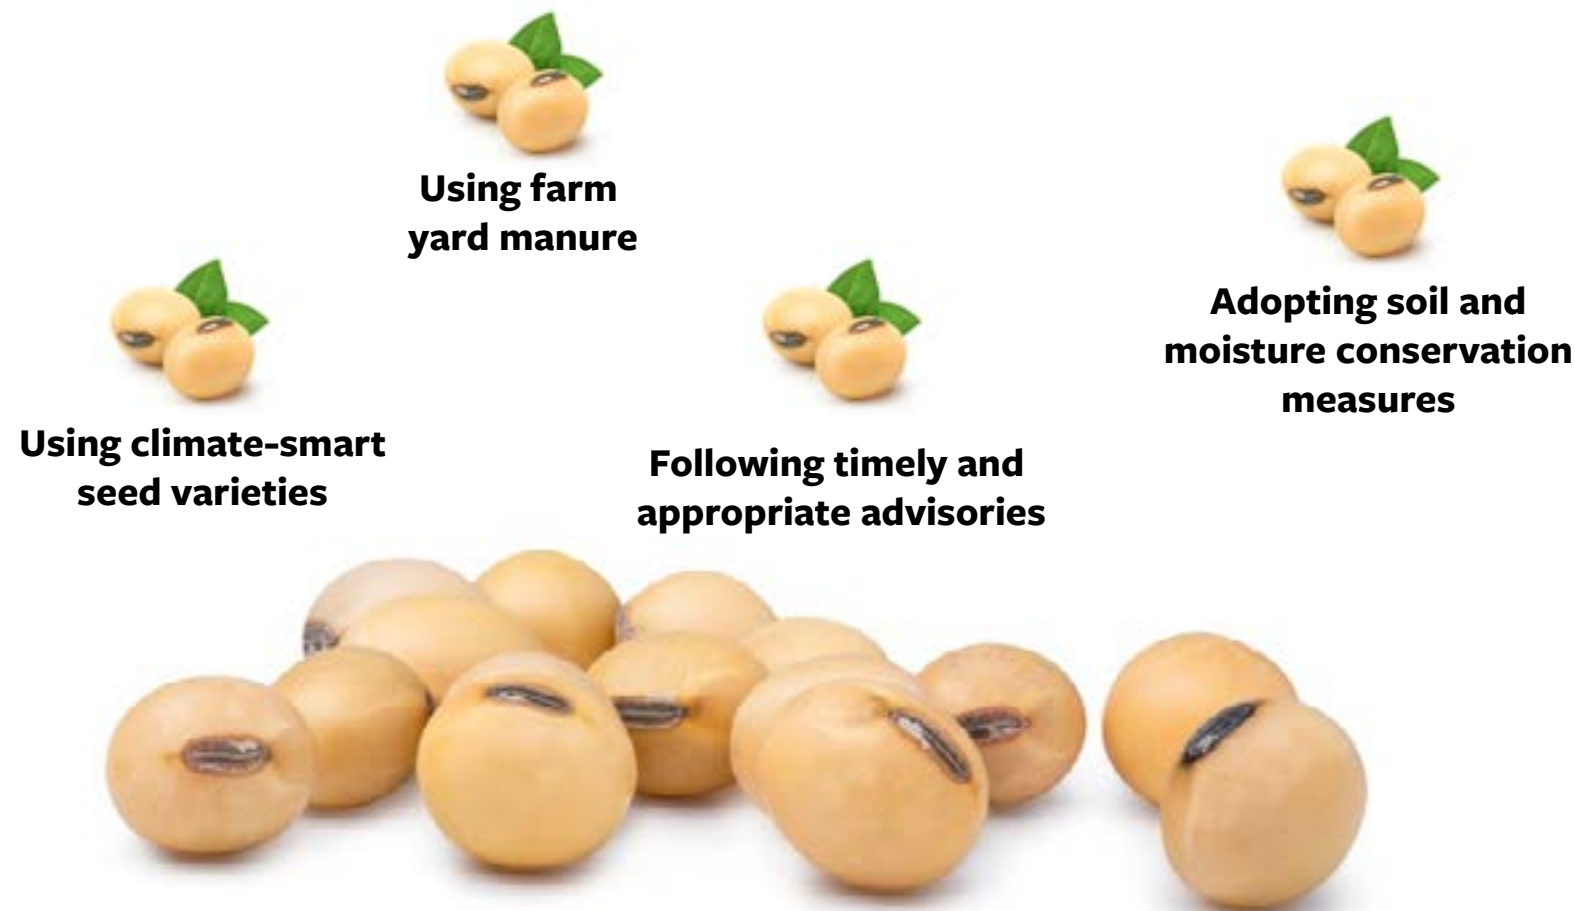 Using farm
yard manure
Adopting soil and
moisture conservation
measures
Using climate-smart
seed varieties
Following timely and
appropriate advisories